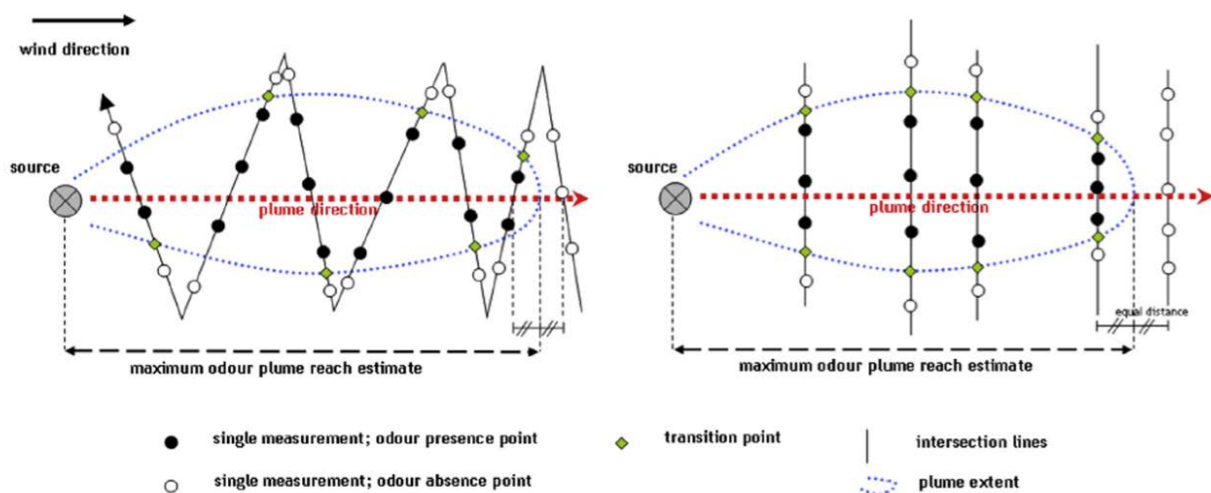 wind direction
source
plume direction
maximum odour plume reach estimate
source
plume direction
equal distance
maximum odour plume reach estimate
single measurement; odour presence point
transition point
intersection lines
single measurement; odour absence point
plume extent